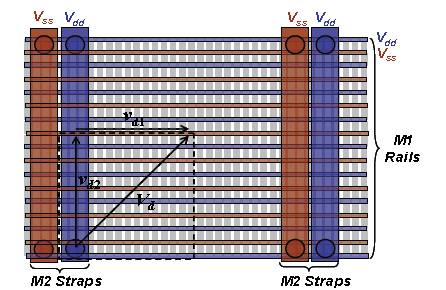 Vss Vdd Vss Vdd
Vdd
Vss
vd1
M1
Rails
vd2
Vd
M2 Straps M2 Straps